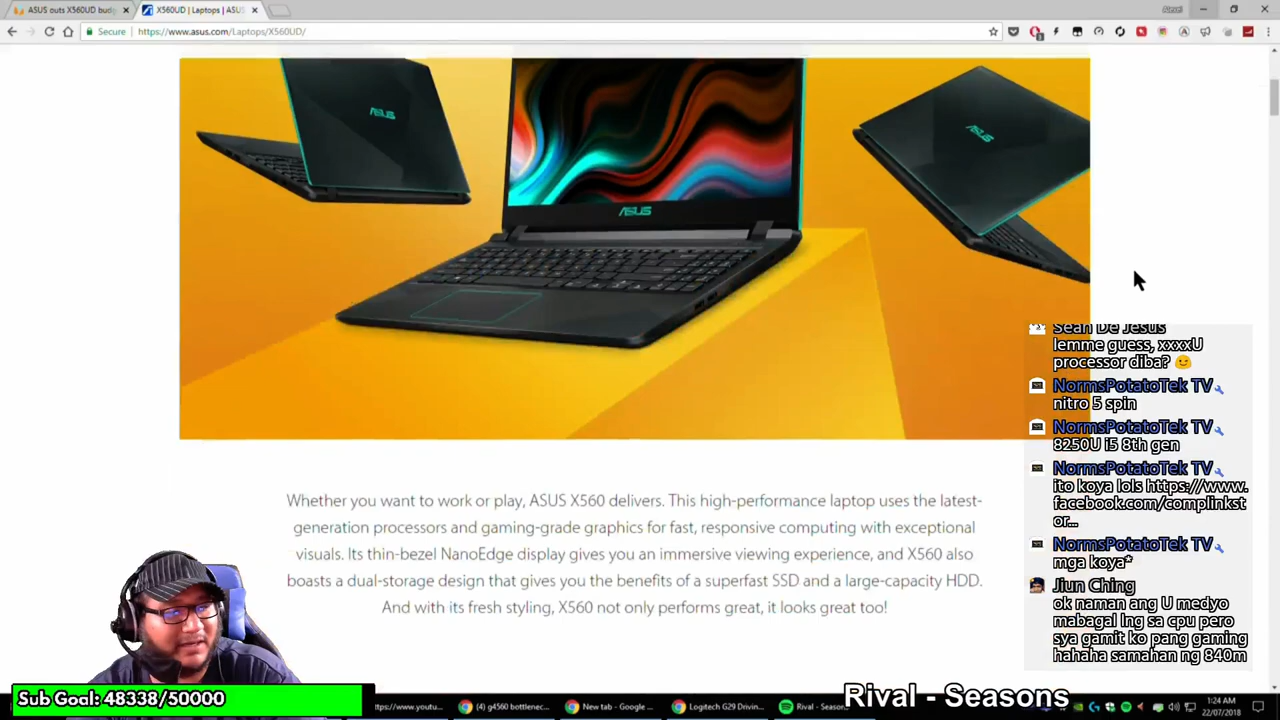 ASUS outs X560UD budg
X560UD | Laptops | ASUS
Secure
https://www.asus.com/Laptops/X560UD/
ASUS
ASUS
ASUS
Whether you want to work or play, ASUS X560 delivers. This high-performance laptop uses the latest-
generation processors and gaming-grade graphics for fast, responsive computing with exceptional
visuals. Its thin-bezel NanoEdge display gives you an immersive viewing experience, and X560 also
boasts a dual-storage design that gives you the benefits of a superfast SSD and a large-capacity HDD.
And with its fresh styling, X560 not only performs great, it looks great too!
Sean De Jesus
lemme guess, xxxxU
processor diba? 😉
NormsPotatoTek TV
nitro 5 spin
NormsPotatoTek TV
8250U i5 8th gen
NormsPotatoTek TV
ito koya lols https://www.
facebook.com/complinkst
or...
NormsPotatoTek TV
mga koya*
Jiun Ching
ok naman ang U medyo
mabagal lng sa cpu pero
sya gamit ko pang gaming
hahaha samahan ng 840m
Sub Goal: 48338/50000
Rival - Seasons
https://www.youtu...
(4) g4560 bottlenec...
New tab - Google ...
Logitech G29 Drivin...
Rival - Seaso...
1:24 AM
22/07/2018